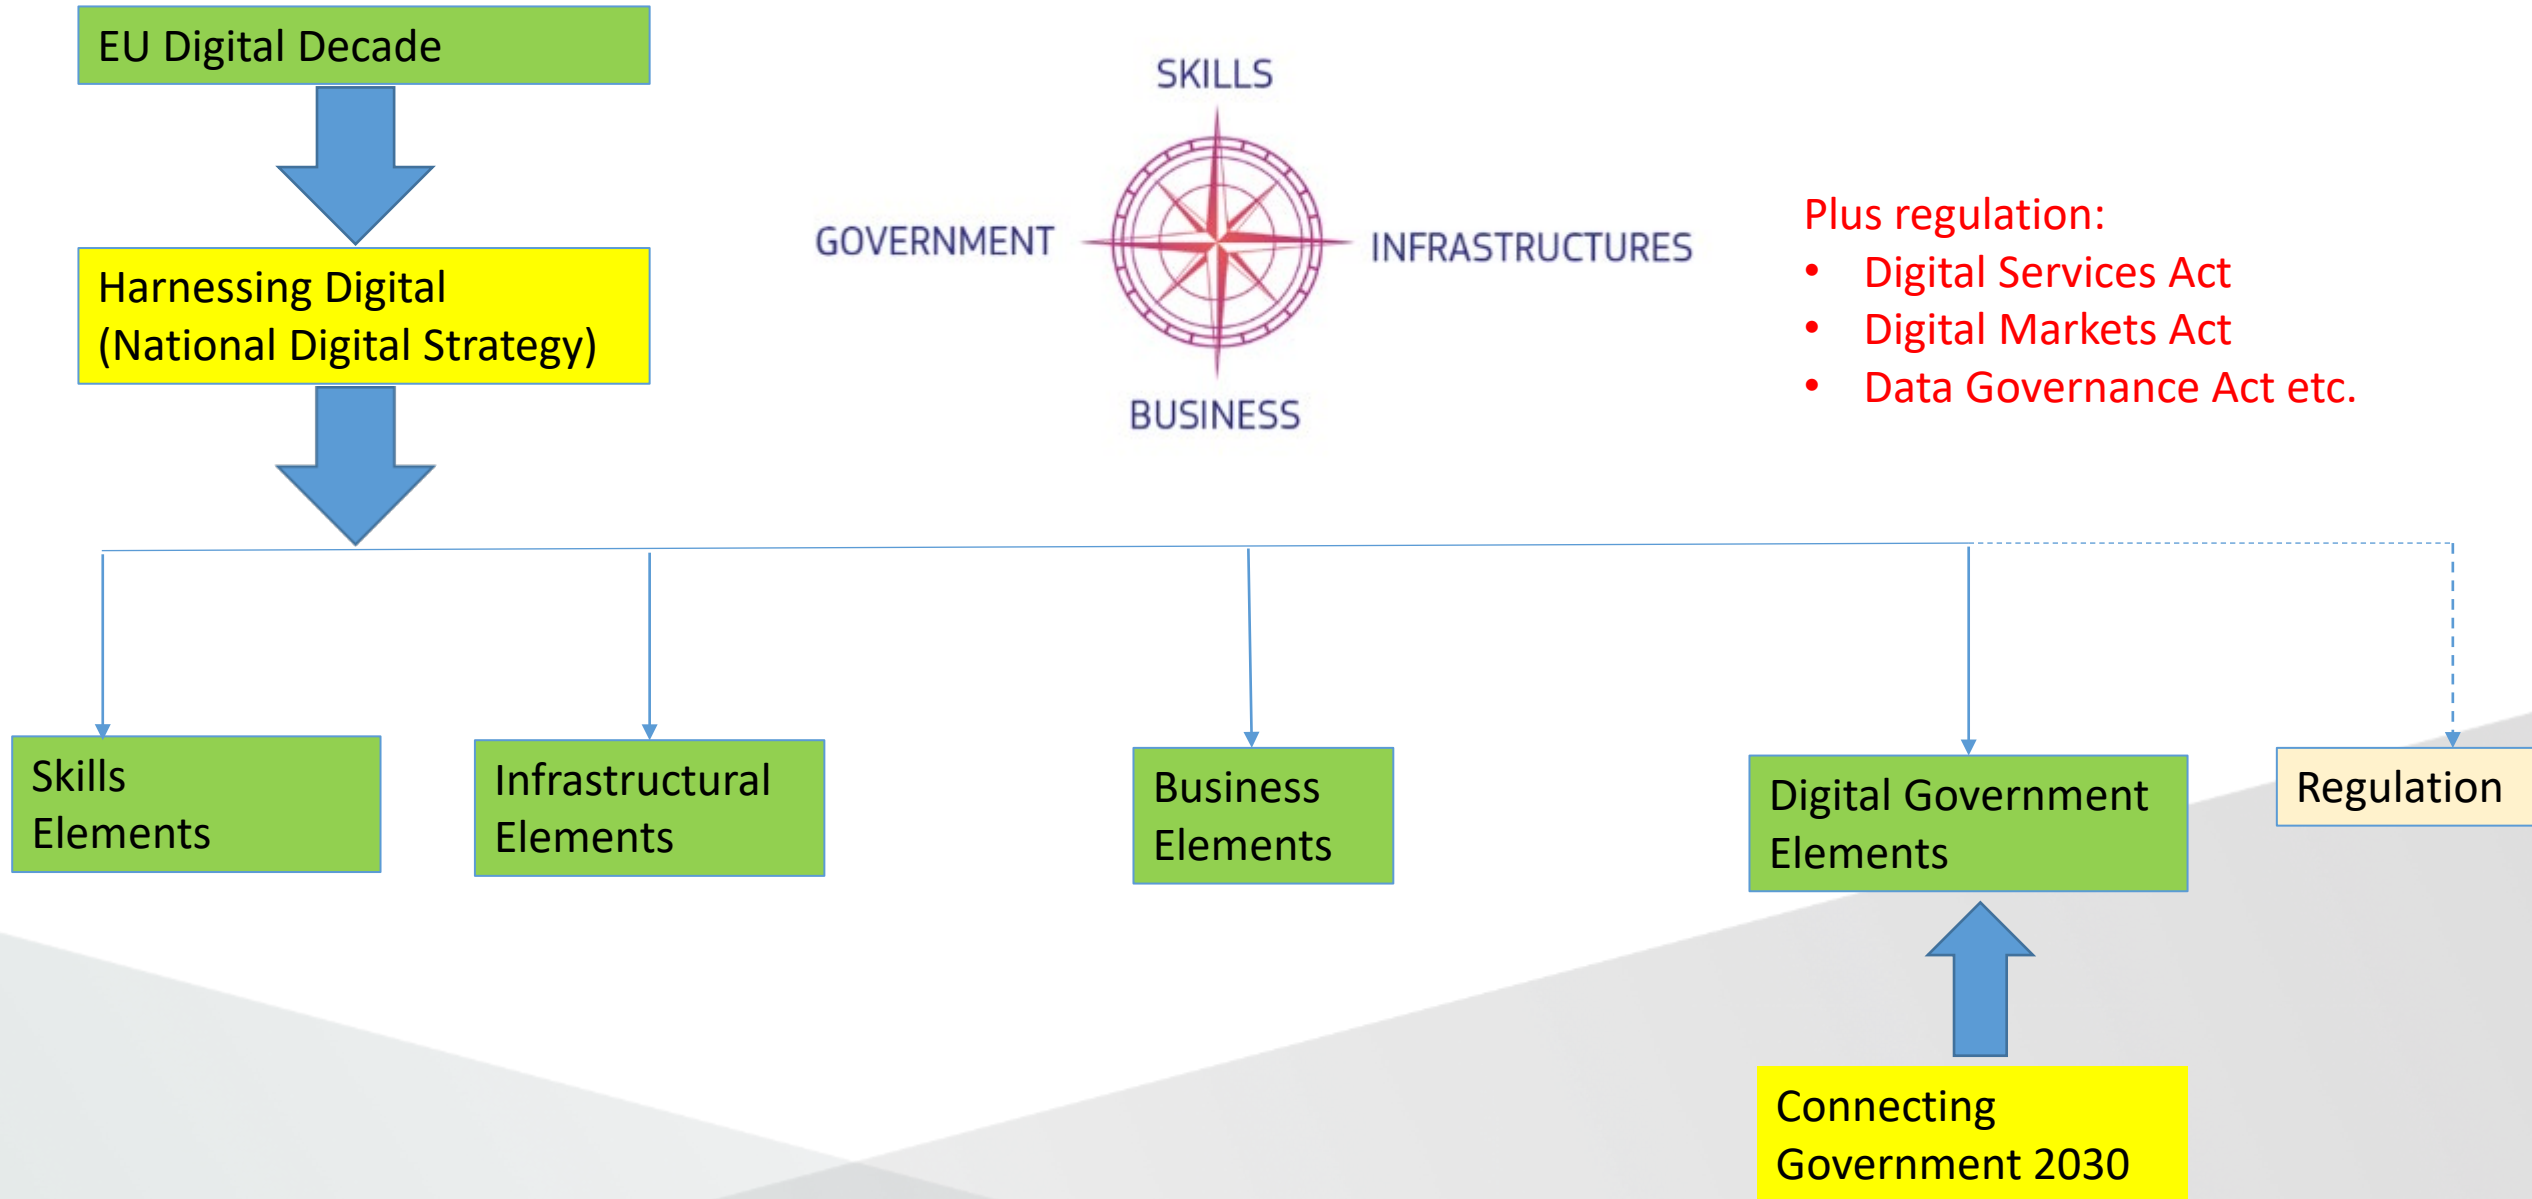 EU Digital Decade
SKILLS
GOVERNMENT
INFRASTRUCTURES
BUSINESS
Plus regulation:
• Digital Services Act
• Digital Markets Act
• Data Governance Act etc.
Harnessing Digital
(National Digital Strategy)
Skills
Elements
Infrastructural
Elements
Business
Elements
Digital Government
Elements
Regulation
Connecting
Government 2030